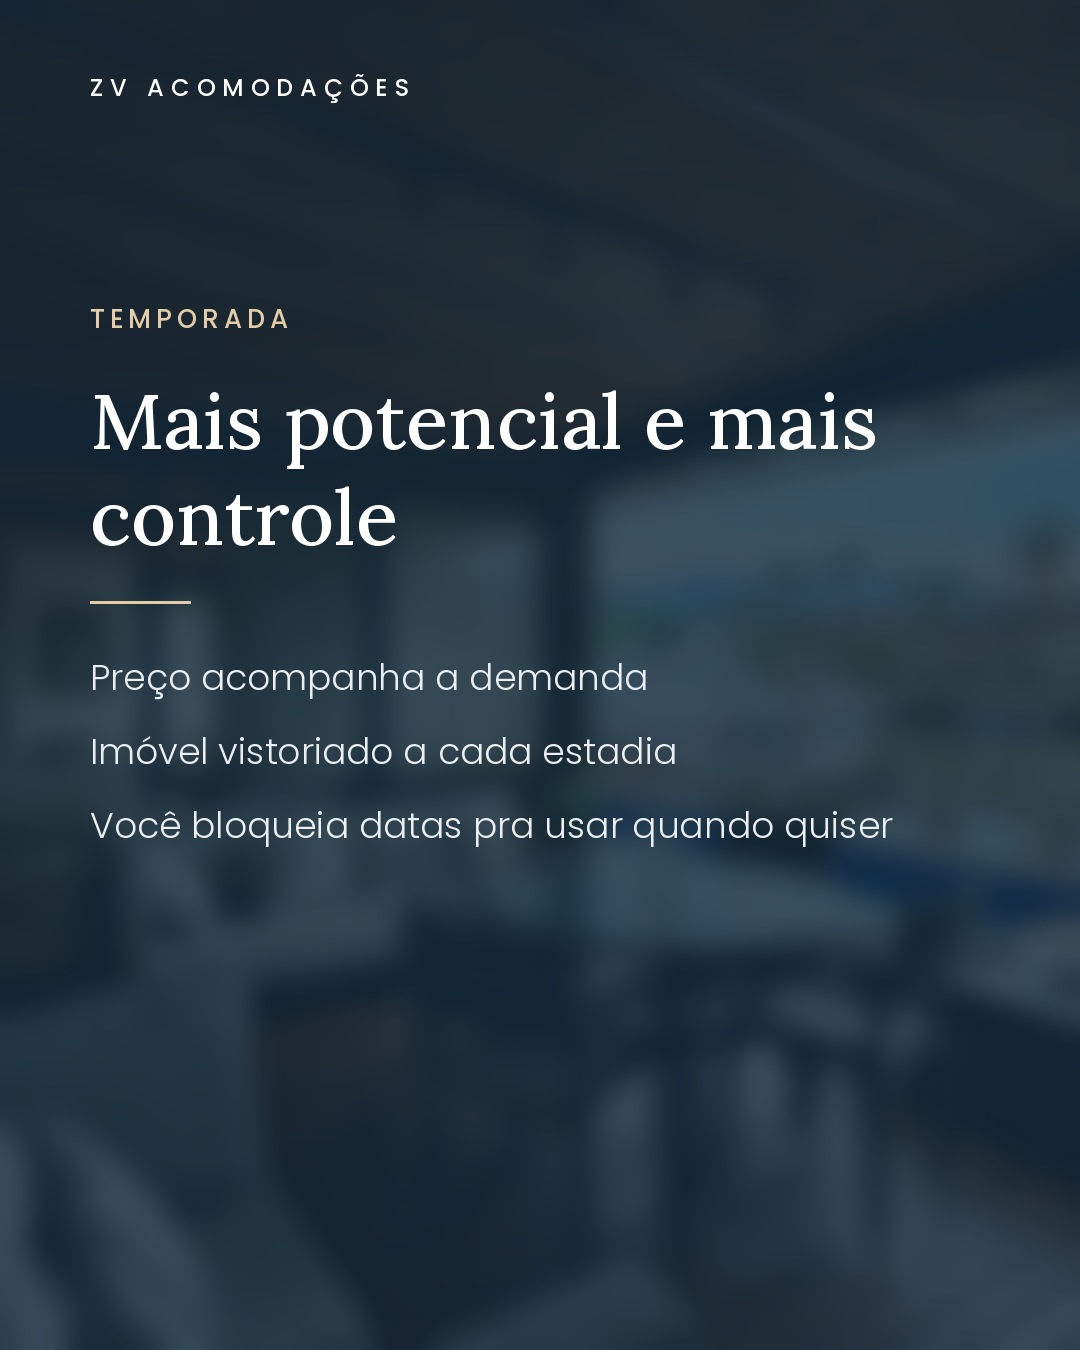 ZV ACOMODAÇÕES
TEMPORADA
Mais potencial e mais
controle
Preço acompanha a demanda
Imóvel vistoriado a cada estadia
Você bloqueia datas pra usar quando quiser